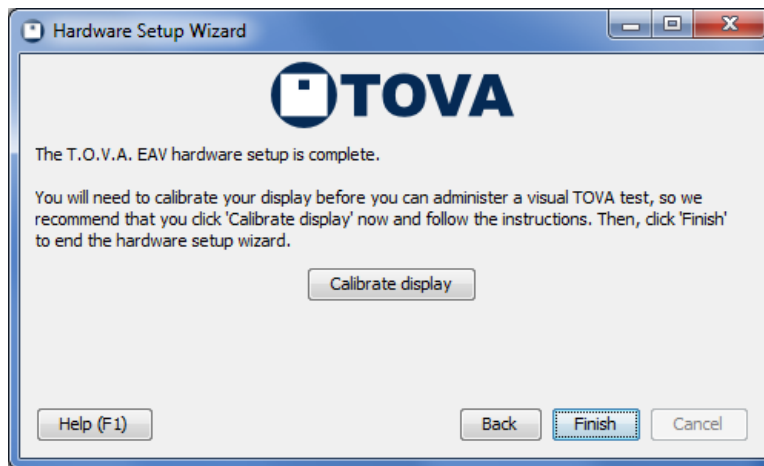 Hardware Setup Wizard
TOVA
The T.O.V.A. EAV hardware setup is complete.
You will need to calibrate your display before you can administer a visual TOVA test, so we
recommend that you click 'Calibrate display' now and follow the instructions. Then, click 'Finish'
to end the hardware setup wizard.
Calibrate display
Help (F1)
Back
Finish
Cancel